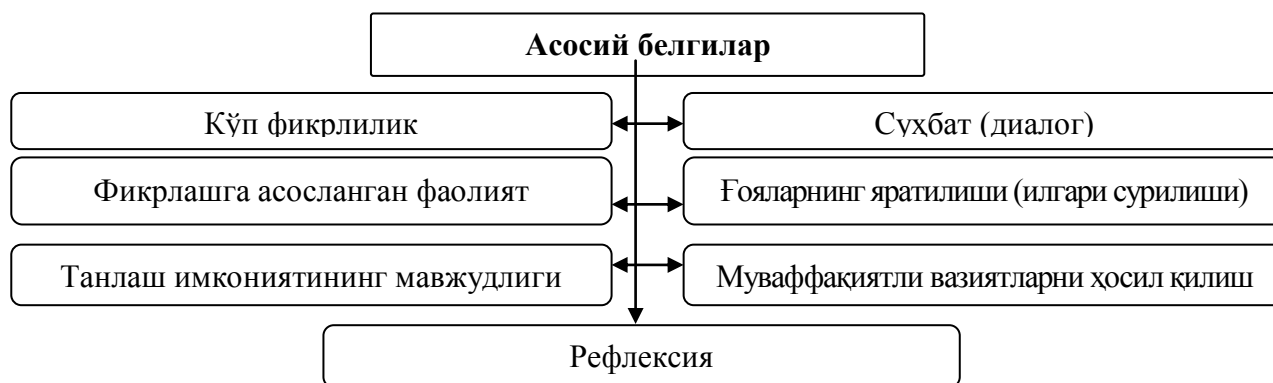 Асосий белгилар
Кўп фикрлилик
Суҳбат (диалог)
Фикрлашга асосланган фаолият
Ғояларнинг яратилиши (илгари сурилиши)
Танлаш имкониятининг мавжудлиги
Муваффақиятли вазиятларни ҳосил қилиш
Рефлексия